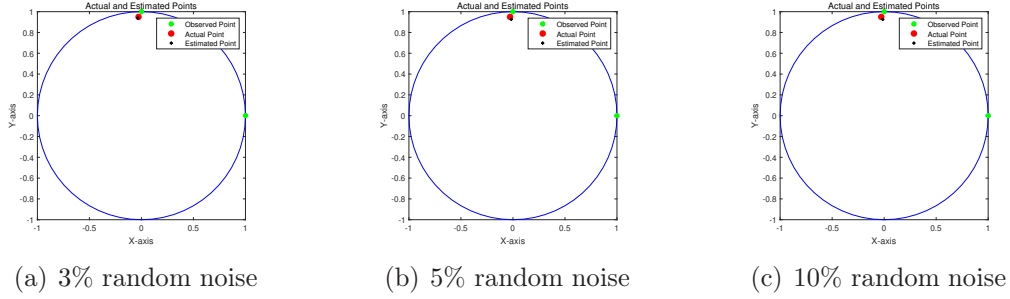 Actual and Estimated Points
1
0.8
0.6
0.4
0.2
0
-0.2
-0.4
-0.6
-0.8
-1
Y-axis
-1 -0.5 0 0.5 1
X-axis
Observed Point
Actual Point
Estimated Point
(a) 3% random noise
Actual and Estimated Points
1
0.8
0.6
0.4
0.2
0
-0.2
-0.4
-0.6
-0.8
-1
Y-axis
-1 -0.5 0 0.5 1
X-axis
Observed Point
Actual Point
Estimated Point
(b) 5% random noise
Actual and Estimated Points
1
0.8
0.6
0.4
0.2
0
-0.2
-0.4
-0.6
-0.8
-1
Y-axis
-1 -0.5 0 0.5 1
X-axis
Observed Point
Actual Point
Estimated Point
(c) 10% random noise